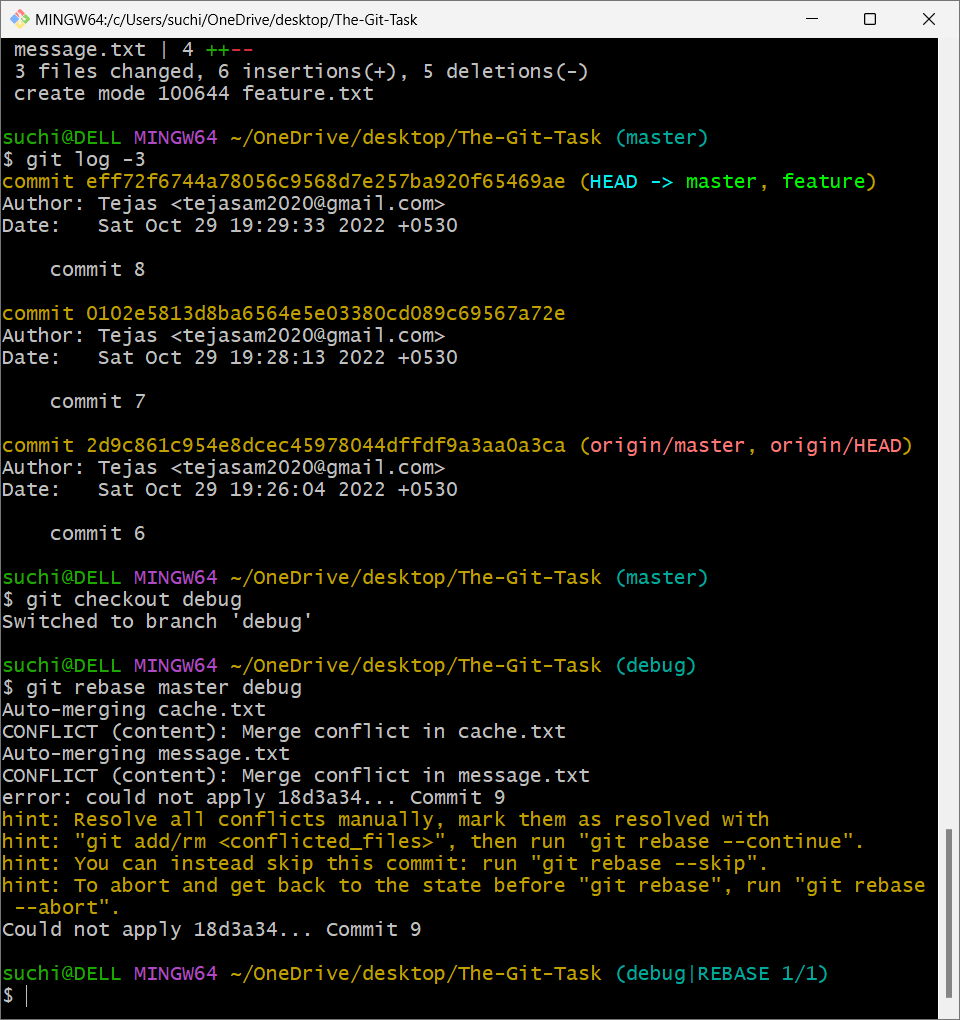 MINGW64:/c/Users/suchi/OneDrive/desktop/The-Git-Task
message.txt | 4 ++--
3 files changed, 6 insertions(+), 5 deletions(-)
create mode 100644 feature.txt
suchi@DELL MINGW64 ~/OneDrive/desktop/The-Git-Task (master)
$ git log -3
commit eff72f6744a78056c9568d7e257ba920f65469ae (HEAD -> master, feature)
Author: Tejas <tejasam2020@gmail.com>
Date:   Sat Oct 29 19:29:33 2022 +0530
commit 8
commit 0102e5813d8ba6564e5e03380cd089c69567a72e
Author: Tejas <tejasam2020@gmail.com>
Date:   Sat Oct 29 19:28:13 2022 +0530
commit 7
commit 2d9c861c954e8dcec45978044dffdf9a3aa0a3ca (origin/master, origin/HEAD)
Author: Tejas <tejasam2020@gmail.com>
Date:   Sat Oct 29 19:26:04 2022 +0530
commit 6
suchi@DELL MINGW64 ~/OneDrive/desktop/The-Git-Task (master)
$ git checkout debug
Switched to branch 'debug'
suchi@DELL MINGW64 ~/OneDrive/desktop/The-Git-Task (debug)
$ git rebase master debug
Auto-merging cache.txt
CONFLICT (content): Merge conflict in cache.txt
Auto-merging message.txt
CONFLICT (content): Merge conflict in message.txt
error: could not apply 18d3a34... Commit 9
hint: Resolve all conflicts manually, mark them as resolved with
hint: "git add/rm <conflicted_files>", then run "git rebase --continue".
hint: You can instead skip this commit: run "git rebase --skip".
hint: To abort and get back to the state before "git rebase", run "git rebase
--abort".
Could not apply 18d3a34... Commit 9
suchi@DELL MINGW64 ~/OneDrive/desktop/The-Git-Task (debug|REBASE 1/1)
$